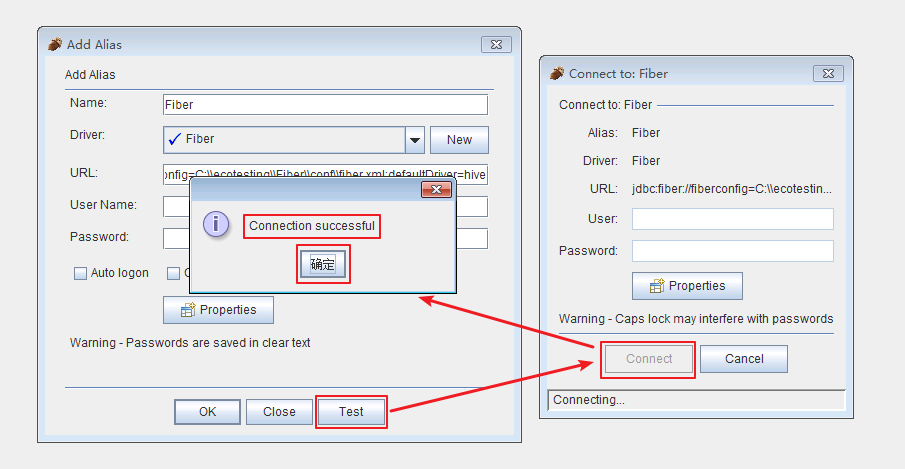 Add Alias
Add Alias
Name:
Fiber
Driver:
Fiber
New
URL:
onfig=C:\\ecotesting\\Fiber\\conf\\fiber.xml;defaultDriver=hive
User Name:
Password:
Connection successful
确定
Auto logon
Properties
Warning - Passwords are saved in clear text
OK
Close
Test
Connect to: Fiber
Connect to: Fiber
Alias:
Fiber
Driver:
Fiber
URL:
jdbc:fiber://fiberconfig=C:\\ecotestin...
User:
Password:
Properties
Warning - Caps lock may interfere with passwords
Connect
Cancel
Connecting...